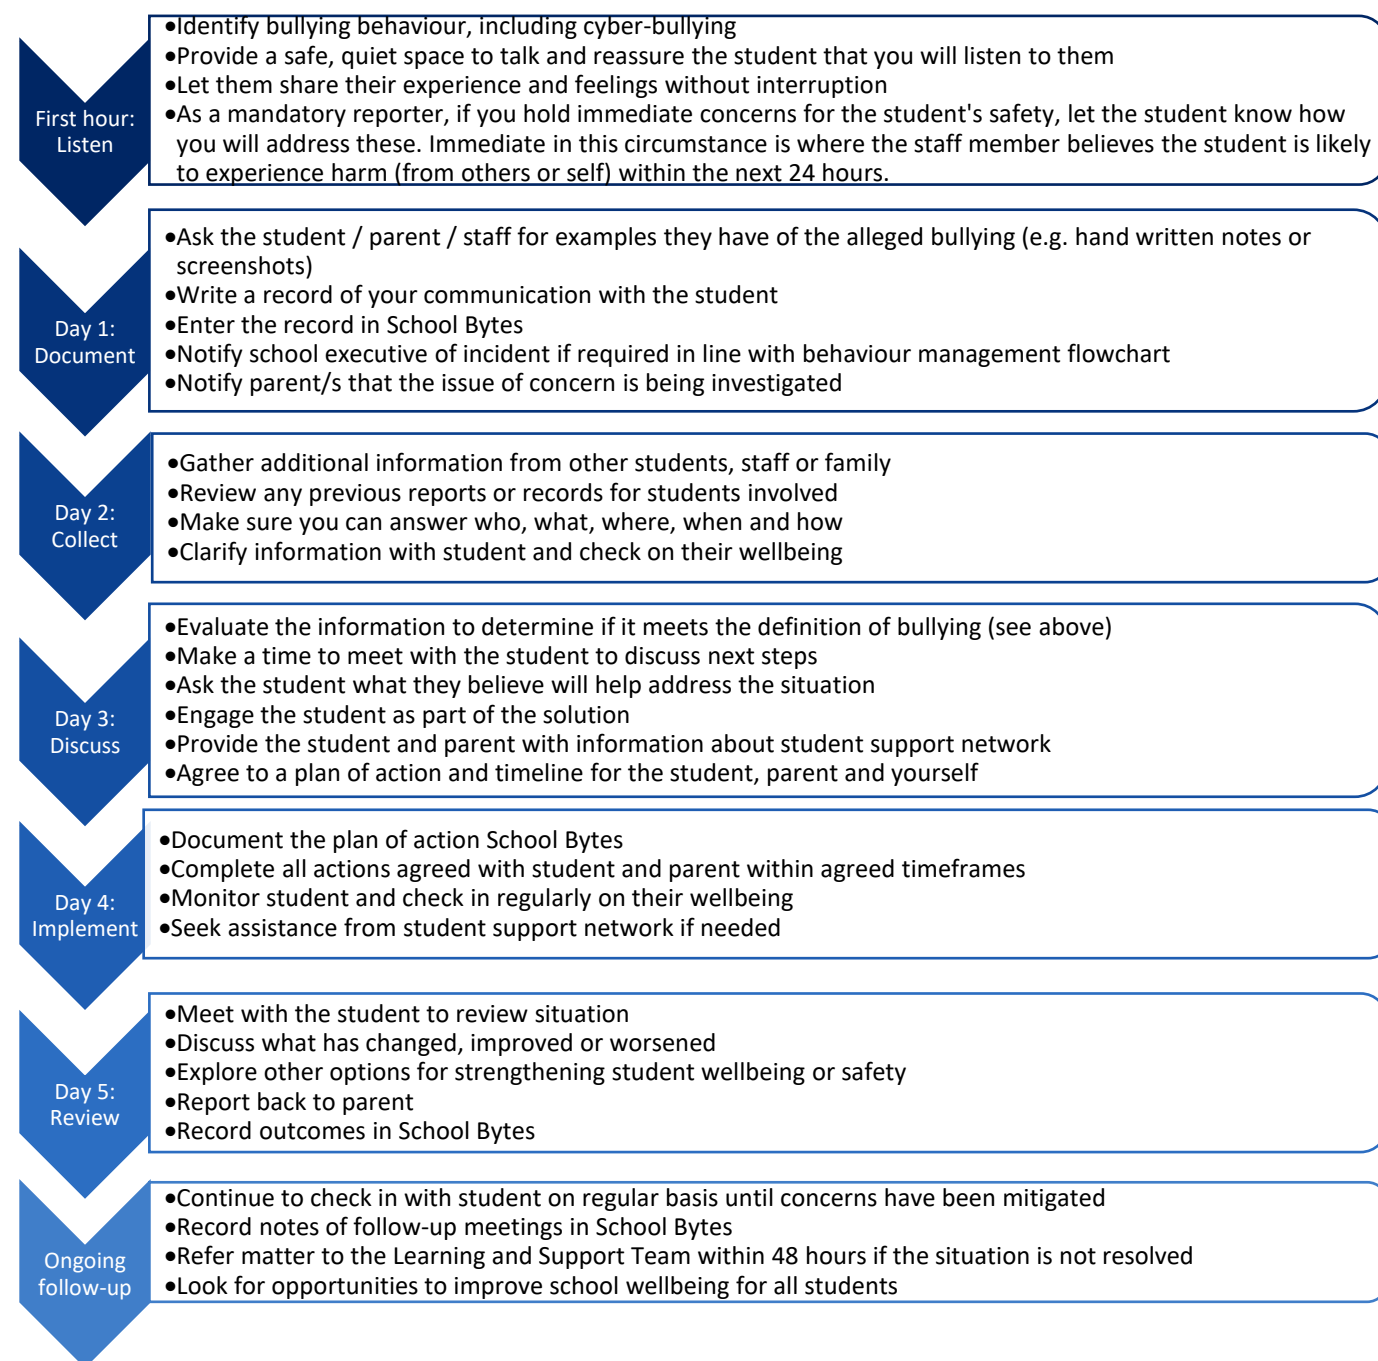 First hour:
Listen
•Identify bullying behaviour, including cyber-bullying
•Provide a safe, quiet space to talk and reassure the student that you will listen to them
•Let them share their experience and feelings without interruption
•As a mandatory reporter, if you hold immediate concerns for the student's safety, let the student know how
you will address these. Immediate in this circumstance is where the staff member believes the student is likely
to experience harm (from others or self) within the next 24 hours.
Day 1:
Document
•Ask the student / parent / staff for examples they have of the alleged bullying (e.g. hand written notes or
screenshots)
•Write a record of your communication with the student
•Enter the record in School Bytes
•Notify school executive of incident if required in line with behaviour management flowchart
•Notify parent/s that the issue of concern is being investigated
Day 2:
Collect
•Gather additional information from other students, staff or family
•Review any previous reports or records for students involved
•Make sure you can answer who, what, where, when and how
•Clarify information with student and check on their wellbeing
Day 3:
Discuss
•Evaluate the information to determine if it meets the definition of bullying (see above)
•Make a time to meet with the student to discuss next steps
•Ask the student what they believe will help address the situation
•Engage the student as part of the solution
•Provide the student and parent with information about student support network
•Agree to a plan of action and timeline for the student, parent and yourself
Day 4:
Implement
•Document the plan of action School Bytes
•Complete all actions agreed with student and parent within agreed timeframes
•Monitor student and check in regularly on their wellbeing
•Seek assistance from student support network if needed
Day 5:
Review
•Meet with the student to review situation
•Discuss what has changed, improved or worsened
•Explore other options for strengthening student wellbeing or safety
•Report back to parent
•Record outcomes in School Bytes
Ongoing
follow-up
•Continue to check in with student on regular basis until concerns have been mitigated
•Record notes of follow-up meetings in School Bytes
•Refer matter to the Learning and Support Team within 48 hours if the situation is not resolved
•Look for opportunities to improve school wellbeing for all students